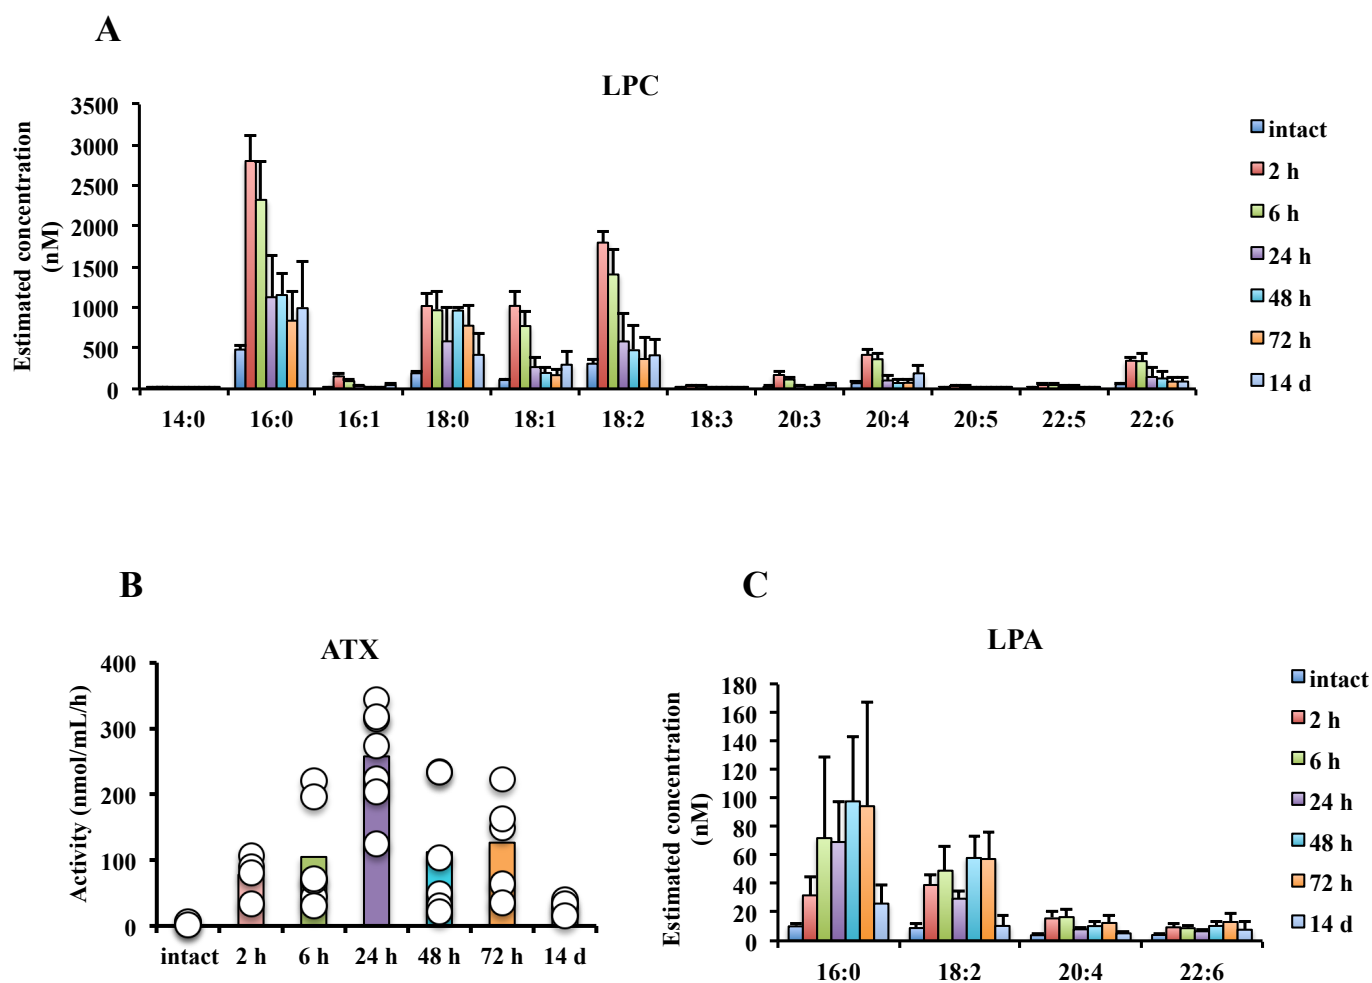 A
LPC
Estimated concentration
(nM)
3500
3000
2500
2000
1500
1000
500
0
14:0 16:0 16:1 18:0 18:1 18:2 18:3 20:3 20:4 20:5 22:5 22:6
intact
2 h
6 h
24 h
48 h
72 h
14 d
B
ATX
Activity (nmol/mL/h)
400
300
200
100
0
intact 2 h 6 h 24 h 48 h 72 h 14 d
C
LPA
Estimated concentration
(nM)
180
160
140
120
100
80
60
40
20
0
16:0 18:2 20:4 22:6
intact
2 h
6 h
24 h
48 h
72 h
14 d